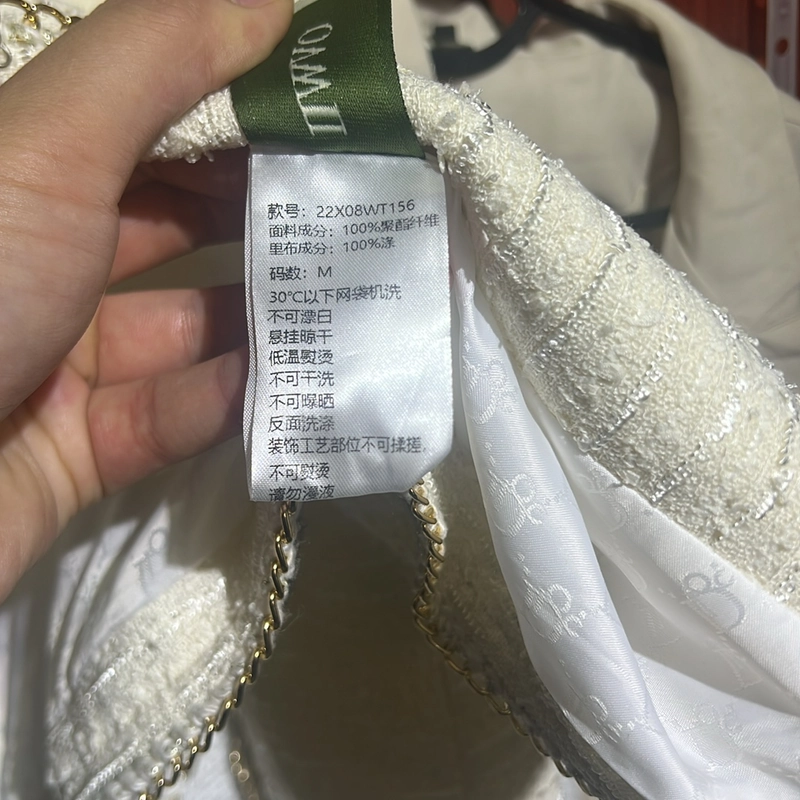 款号：22X08WT156
面料成分：100%聚酯纤维
里布成分：100%涤
码数：M
30℃以下网袋机洗
不可漂白
悬挂晾干
低温熨烫
不可干洗
不可曝晒
反面洗涤
装饰工艺部位不可揉搓,
不可熨烫
请勿漫液